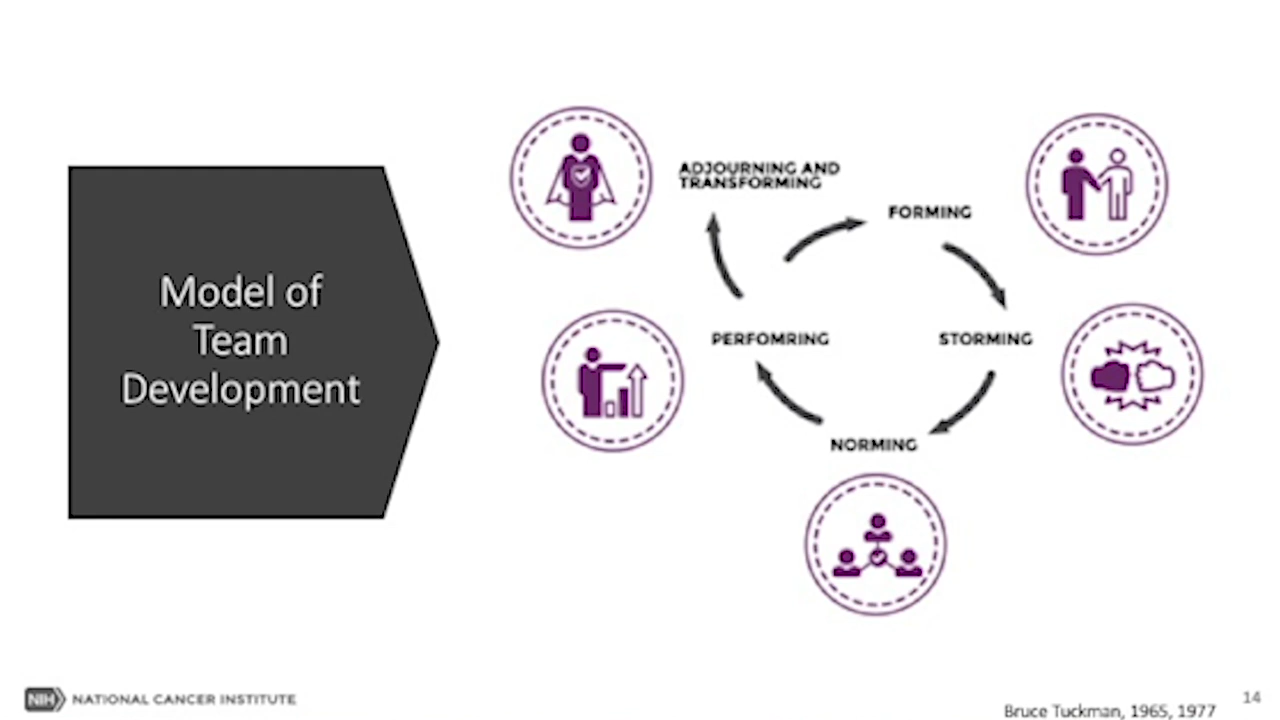 Model of
Team
Development
ADJOURNING AND
TRANSFORMING
FORMING
PERFOMRING
STORMING
NORMING
NIH NATIONAL CANCER INSTITUTE
14
Bruce Tuckman, 1965, 1977